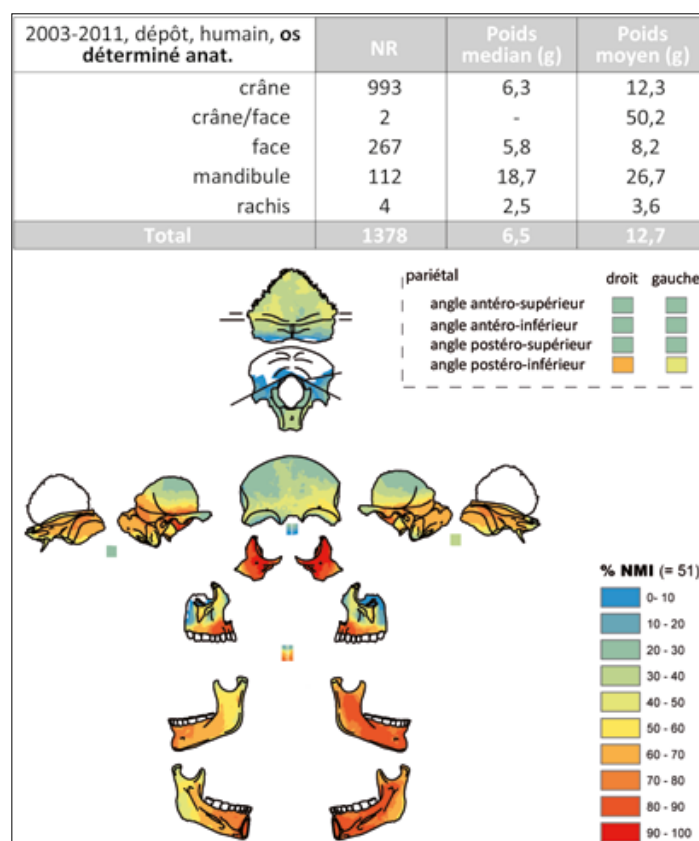 2003-2011, dépôt, humain, os déterminé anat. NR Poids median (g) Poids moyen (g)
crâne 993 6,3 12,3
crâne/face 2 - 50,2
face 267 5,8 8,2
mandibule 112 18,7 26,7
rachis 4 2,5 3,6
Total 1378 6,5 12,7
pariétal droit gauche
angle antéro-supérieur
angle antéro-inférieur
angle postéro-supérieur
angle postéro-inférieur
% NMI (= 51)
0- 10
10 - 20
20 - 30
30 - 40
40 - 50
50 - 60
60 - 70
70 - 80
80 - 90
90 - 100